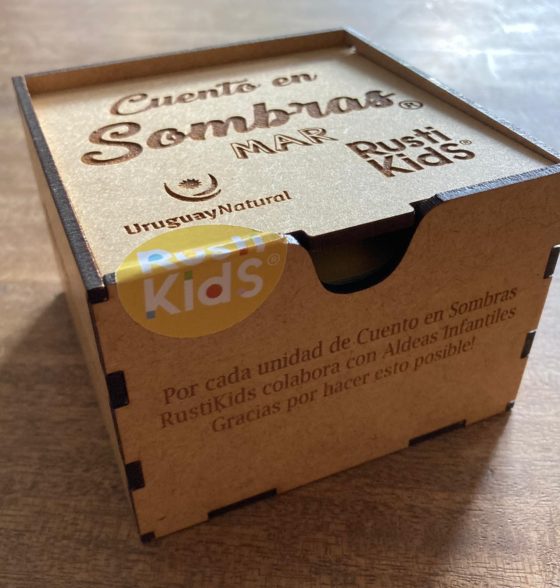 Cuento en
Sombras®
MAR
Rusti
Kids®
UruguayNatural
Rusti
Kids®
Por cada unidad de Cuento en Sombras
RustiKids colabora con Aldeas Infantiles
Gracias por hacer esto posible!